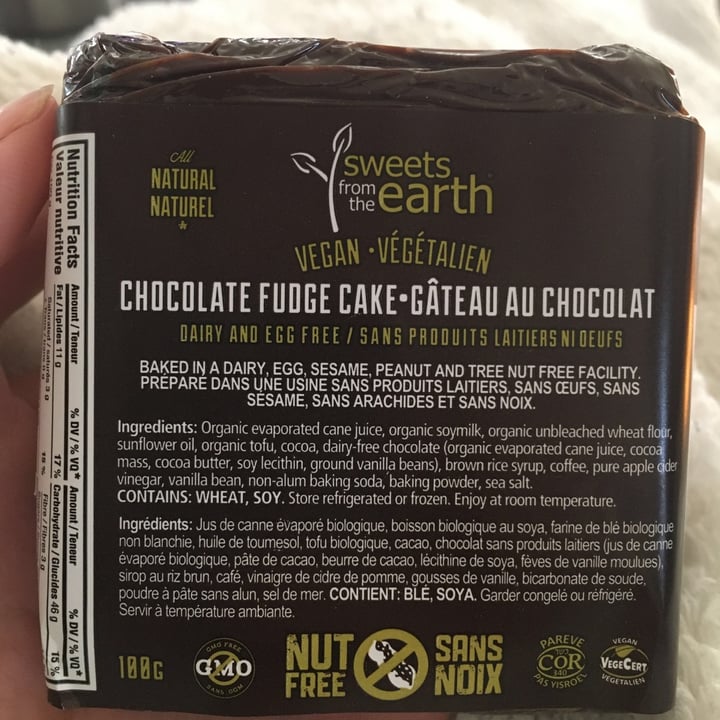 All
NATURAL
NATUREL
*
sweets
from
the earth
VEGAN • VÉGÉTALIEN
CHOCOLATE FUDGE CAKE•GÂTEAU AU CHOCOLAT
DAIRY AND EGG FREE / SANS PRODUITS LAITIERS NI OEUFS
BAKED IN A DAIRY, EGG, SESAME, PEANUT AND TREE NUT FREE FACILITY.
PRÉPARÉ DANS UNE USINE SANS PRODUITS LAITIERS, SANS ŒUFS, SANS
SÉSAME, SANS ARACHIDES ET SANS NOIX.
Ingredients: Organic evaporated cane juice, organic soymilk, organic unbleached wheat flour,
sunflower oil, organic tofu, cocoa, dairy-free chocolate (organic evaporated cane juice, cocoa
mass, cocoa butter, soy lecithin, ground vanilla beans), brown rice syrup, coffee, pure apple cider
vinegar, vanilla bean, non-alum baking soda, baking powder, sea salt.
CONTAINS: WHEAT, SOY. Store refrigerated or frozen. Enjoy at room temperature.
Ingrédients: Jus de canne évaporé biologique, boisson biologique au soya, farine de blé biologique
non blanchie, huile de tournesol, tofu biologique, cacao, chocolat sans produits laitiers (jus de canne
évaporé biologique, pâte de cacao, beurre de cacao, lécithine de soya, fèves de vanille moulues),
sirop au riz brun, café, vinaigre de cidre de pomme, gousses de vanille, bicarbonate de soude,
poudre à pâte sans alun, sel de mer. CONTIENT: BLÉ, SOYA. Garder congelé ou réfrigéré.
Servir à température ambiante.
100G
GMO FREE
GMO
SANS OGM
NUT
FREE
SANS
NOIX
PAREVE
COR
PAS YISROEL
VEGAN
VEGECERT
VÉGÉTALIEN
Nutrition Facts
Valeur nutritive
Amount / Teneur % DV / % VQ*
Fat / Lipides 11 g 17 %
Saturated / saturés 3 g
15 %
Amount / Teneur % DV / % VQ*
Carbohydrate / Glucides 46 g 15 %
Fibre / Fibres 3 g